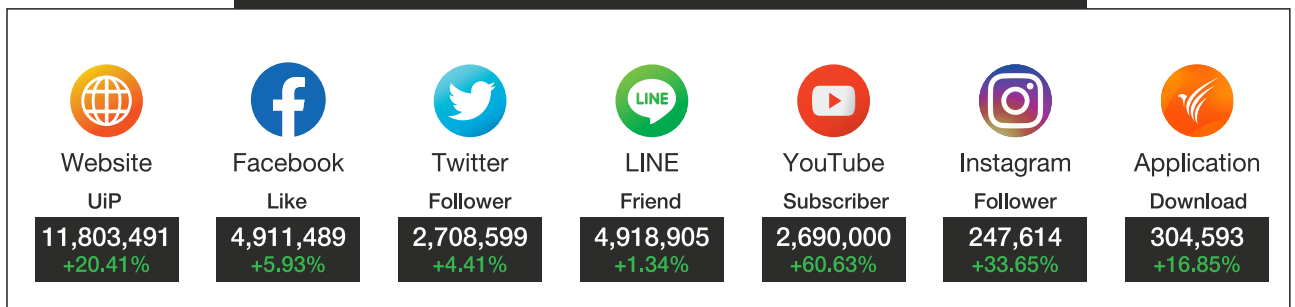 LINE
Website Facebook Twitter LINE YouTube Instagram Application
UiP Like Follower Friend Subscriber Follower Download
11,803,491 4,911,489 2,708,599 4,918,905 2,690,000 247,614 304,593
+20.41% +5.93% +4.41% +1.34% +60.63% +33.65% +16.85%